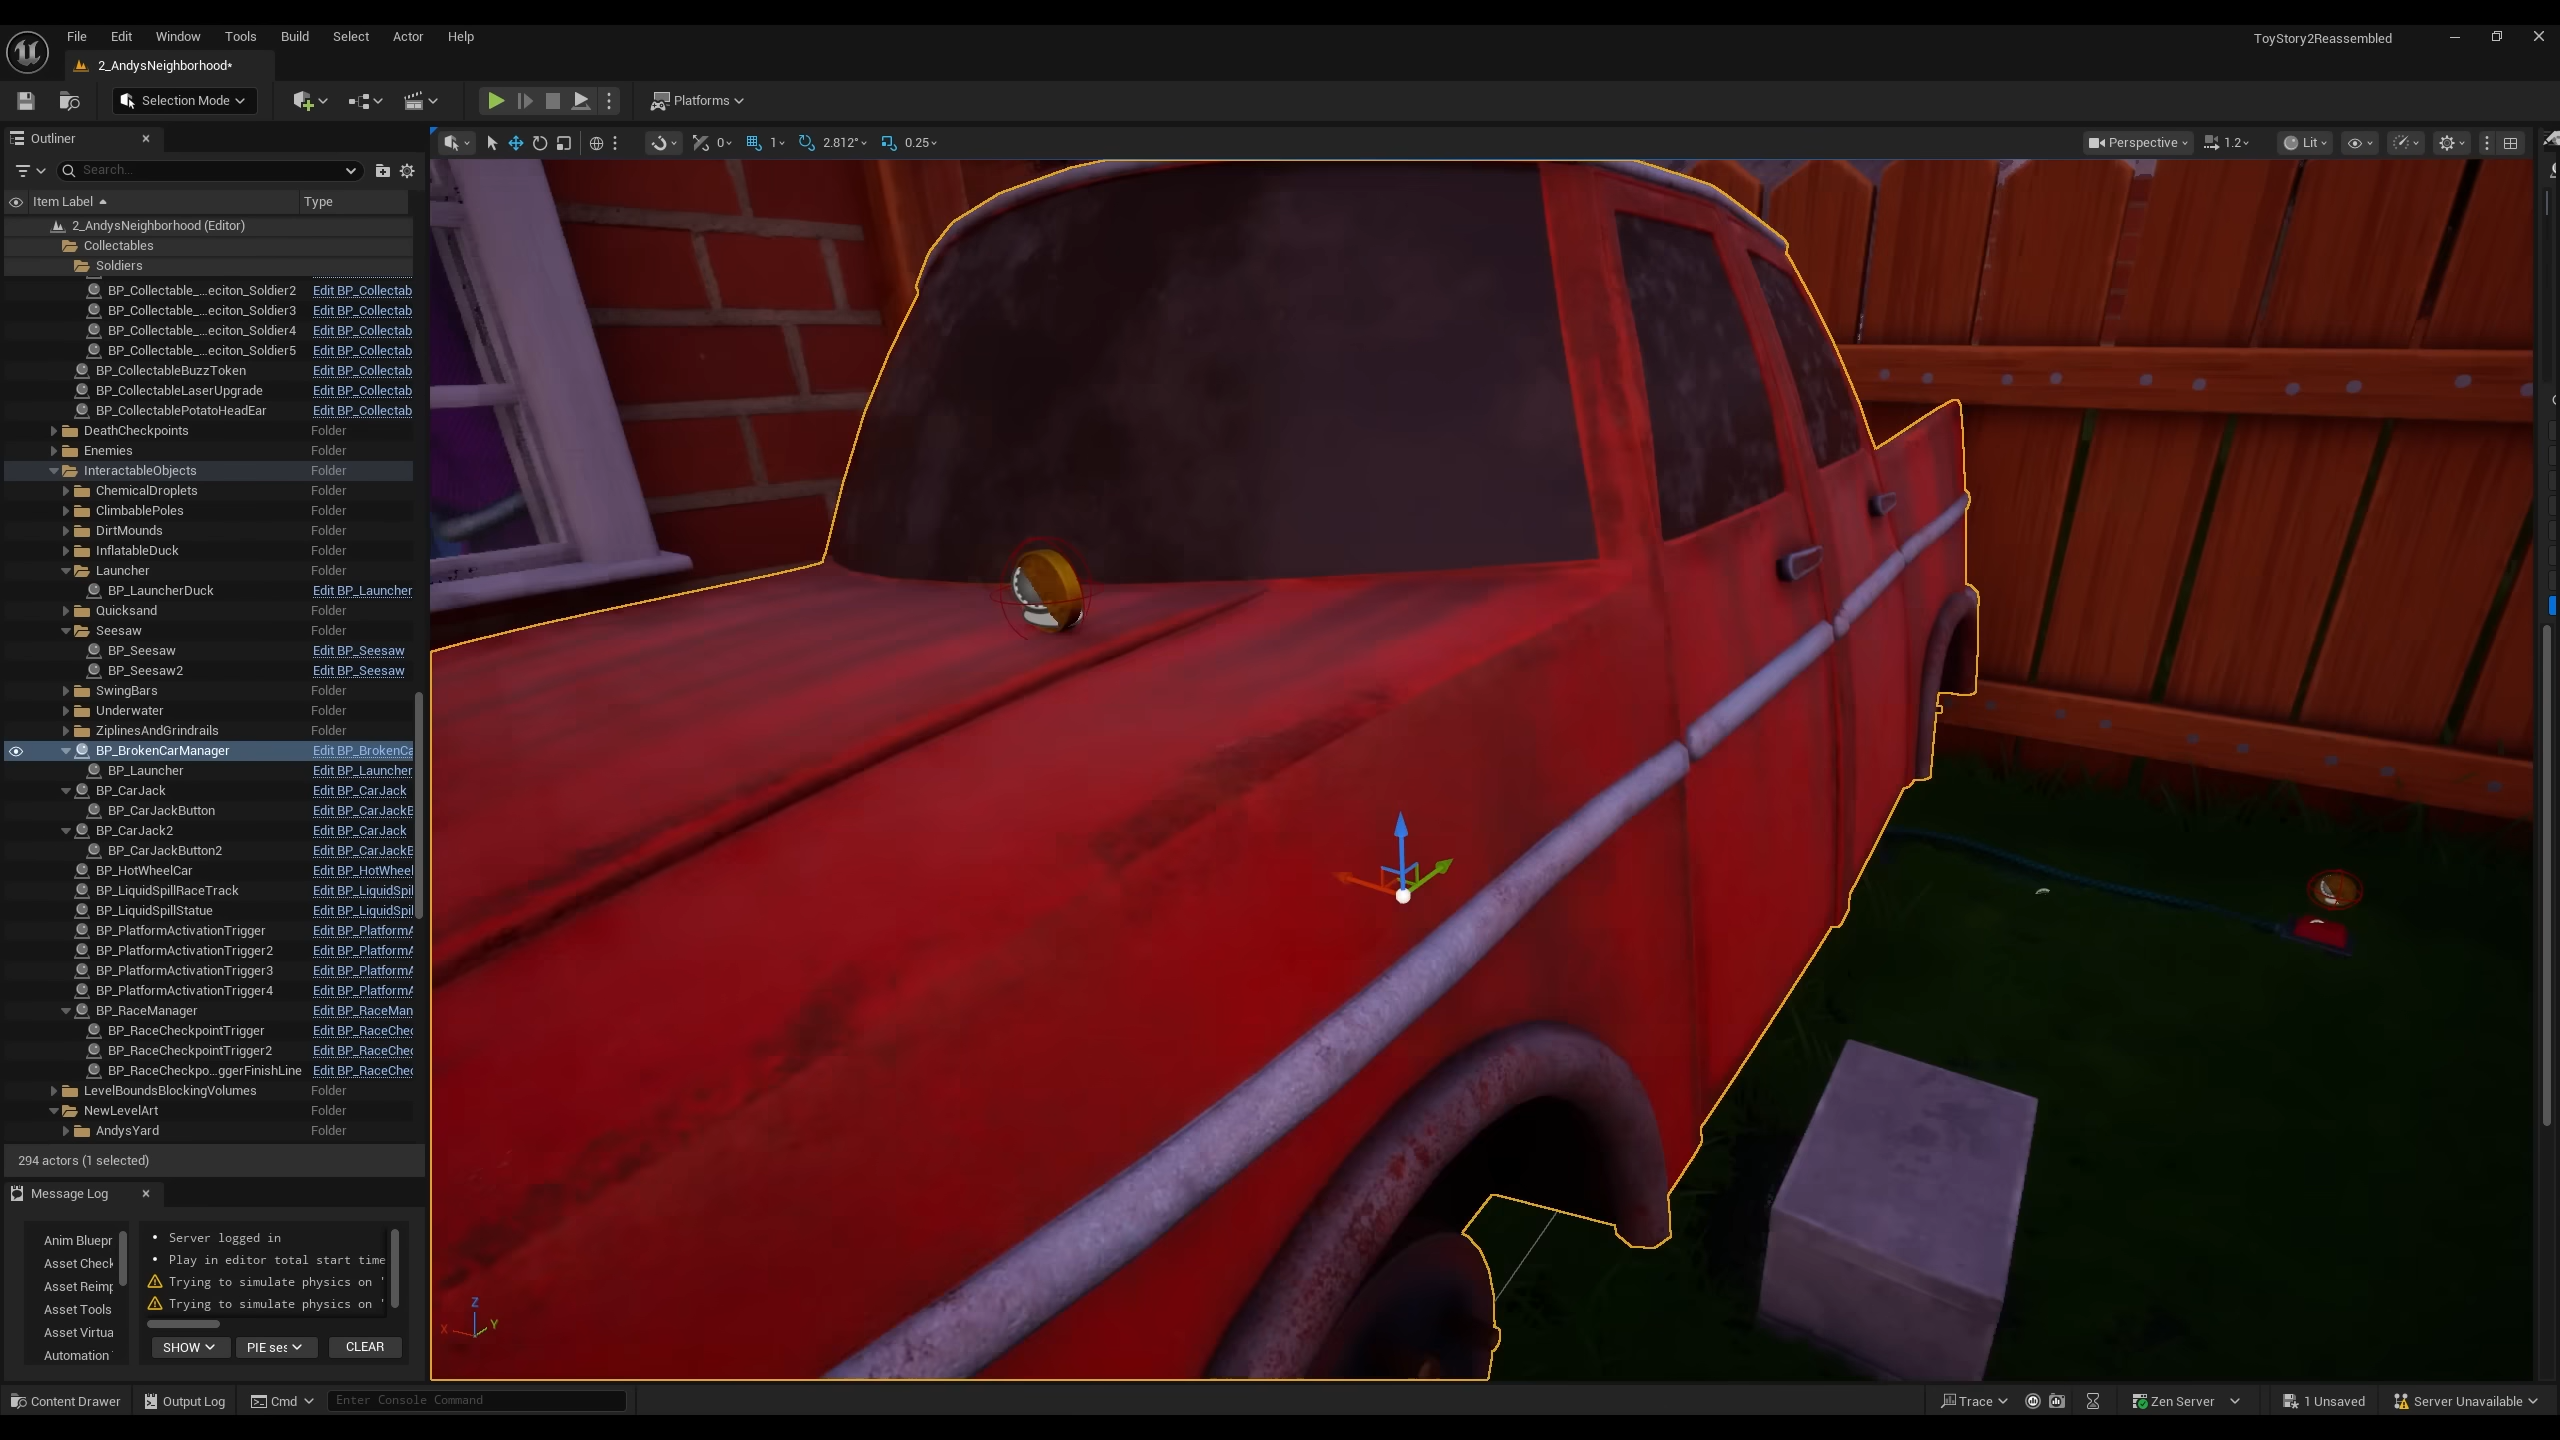 File Edit Window Tools Build Select Actor Help
ToyStory2Reassembled
2_AndysNeighborhood*
Selection Mode
Platforms
Outliner
0 1 2.812° 0.25
Perspective 1.2 Lit
Search...
Item Label Type
2_AndysNeighborhood (Editor)
Collectables
Soldiers
BP_Collectable_...eciton_Soldier2 Edit BP_Collectab
BP_Collectable_...eciton_Soldier3 Edit BP_Collectab
BP_Collectable_...eciton_Soldier4 Edit BP_Collectab
BP_Collectable_...eciton_Soldier5 Edit BP_Collectab
BP_CollectableBuzzToken Edit BP_Collectab
BP_CollectableLaserUpgrade Edit BP_Collectab
BP_CollectablePotatoHeadEar Edit BP_Collectab
DeathCheckpoints Folder
Enemies Folder
InteractableObjects Folder
ChemicalDroplets Folder
ClimbablePoles Folder
DirtMounds Folder
InflatableDuck Folder
Launcher Folder
BP_LauncherDuck Edit BP_Launcher
Quicksand Folder
Seesaw Folder
BP_Seesaw Edit BP_Seesaw
BP_Seesaw2 Edit BP_Seesaw
SwingBars Folder
Underwater Folder
ZiplinesAndGrindrails Folder
BP_BrokenCarManager Edit BP_BrokenCa
BP_Launcher Edit BP_Launcher
BP_CarJack Edit BP_CarJack
BP_CarJackButton Edit BP_CarJackB
BP_CarJack2 Edit BP_CarJack
BP_CarJackButton2 Edit BP_CarJackB
BP_HotWheelCar Edit BP_HotWheel
BP_LiquidSpillRaceTrack Edit BP_LiquidSpil
BP_LiquidSpillStatue Edit BP_LiquidSpil
BP_PlatformActivationTrigger Edit BP_PlatformA
BP_PlatformActivationTrigger2 Edit BP_PlatformA
BP_PlatformActivationTrigger3 Edit BP_PlatformA
BP_PlatformActivationTrigger4 Edit BP_PlatformA
BP_RaceManager Edit BP_RaceMan
BP_RaceCheckpointTrigger Edit BP_RaceChec
BP_RaceCheckpointTrigger2 Edit BP_RaceChec
BP_RaceCheckpo...ggerFinishLine Edit BP_RaceChec
LevelBoundsBlockingVolumes Folder
NewLevelArt Folder
AndysYard Folder
294 actors (1 selected)
Message Log
Anim Bluepr
Asset Check
Asset Reimp
Asset Tools
Asset Virtua
Automation
• Server logged in
• Play in editor total start time
Trying to simulate physics on '
Trying to simulate physics on '
SHOW PIE ses CLEAR
X Z Y
Content Drawer Output Log Cmd Enter Console Command
Trace Zen Server 1 Unsaved Server Unavailable